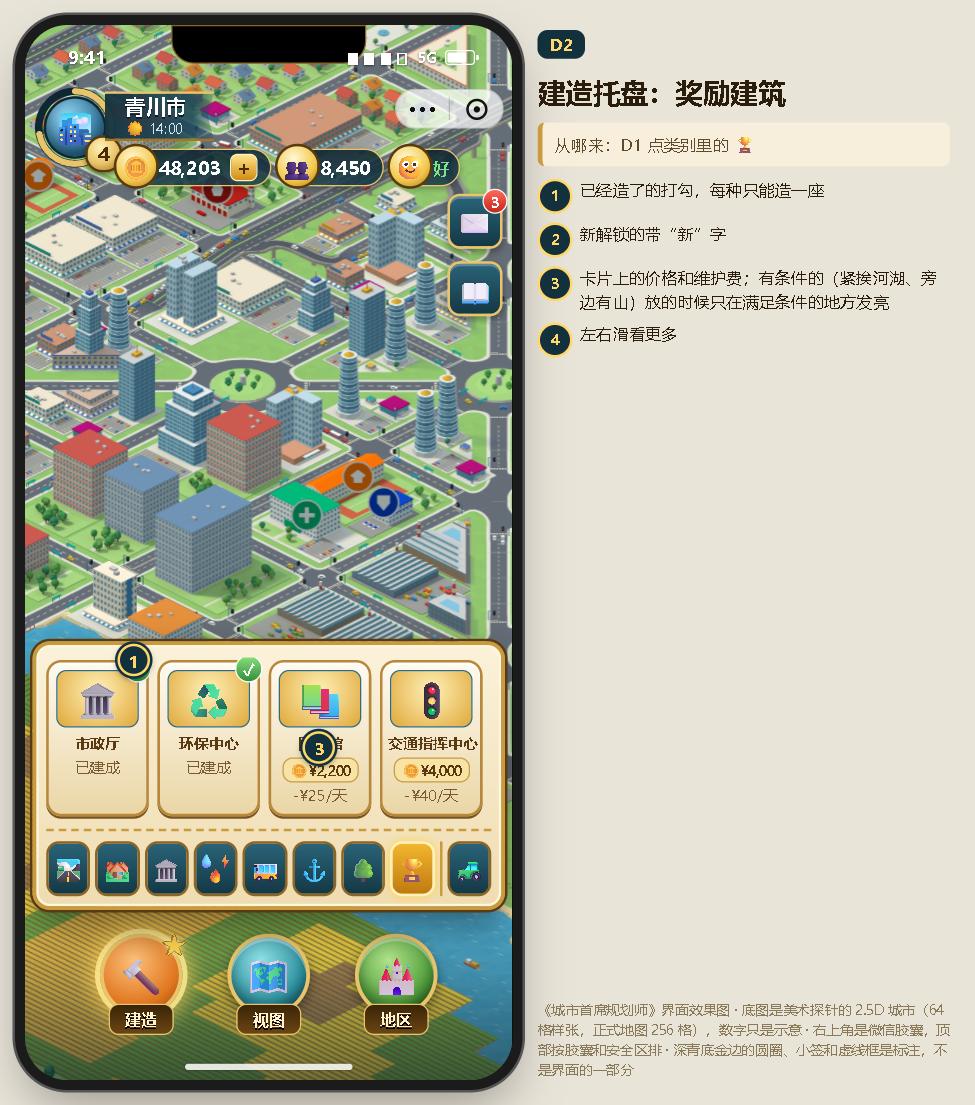 9:41
5G
青川市
14:00
4
48,203
+
8,450
好
3
1
市政厅
已建成
环保中心
已建成
3
馆
¥2,200
-¥25/天
交通指挥中心
¥4,000
-¥40/天
建造
视图
地区
D2
建造托盘：奖励建筑
从哪来：D1 点类别里的 🏆
1 已经造了的打勾，每种只能造一座
2 新解锁的带“新”字
3 卡片上的价格和维护费；有条件的（紧挨河湖、旁
边有山）放的时候只在满足条件的地方发亮
4 左右滑看更多
《城市首席规划师》界面效果图 · 底图是美术探针的 2.5D 城市（64
格样张，正式地图 256 格），数字只是示意 · 右上角是微信胶囊，顶
部按胶囊和安全区排 · 深青底金边的圆圈、小签和虚线框是标注，不
是界面的一部分